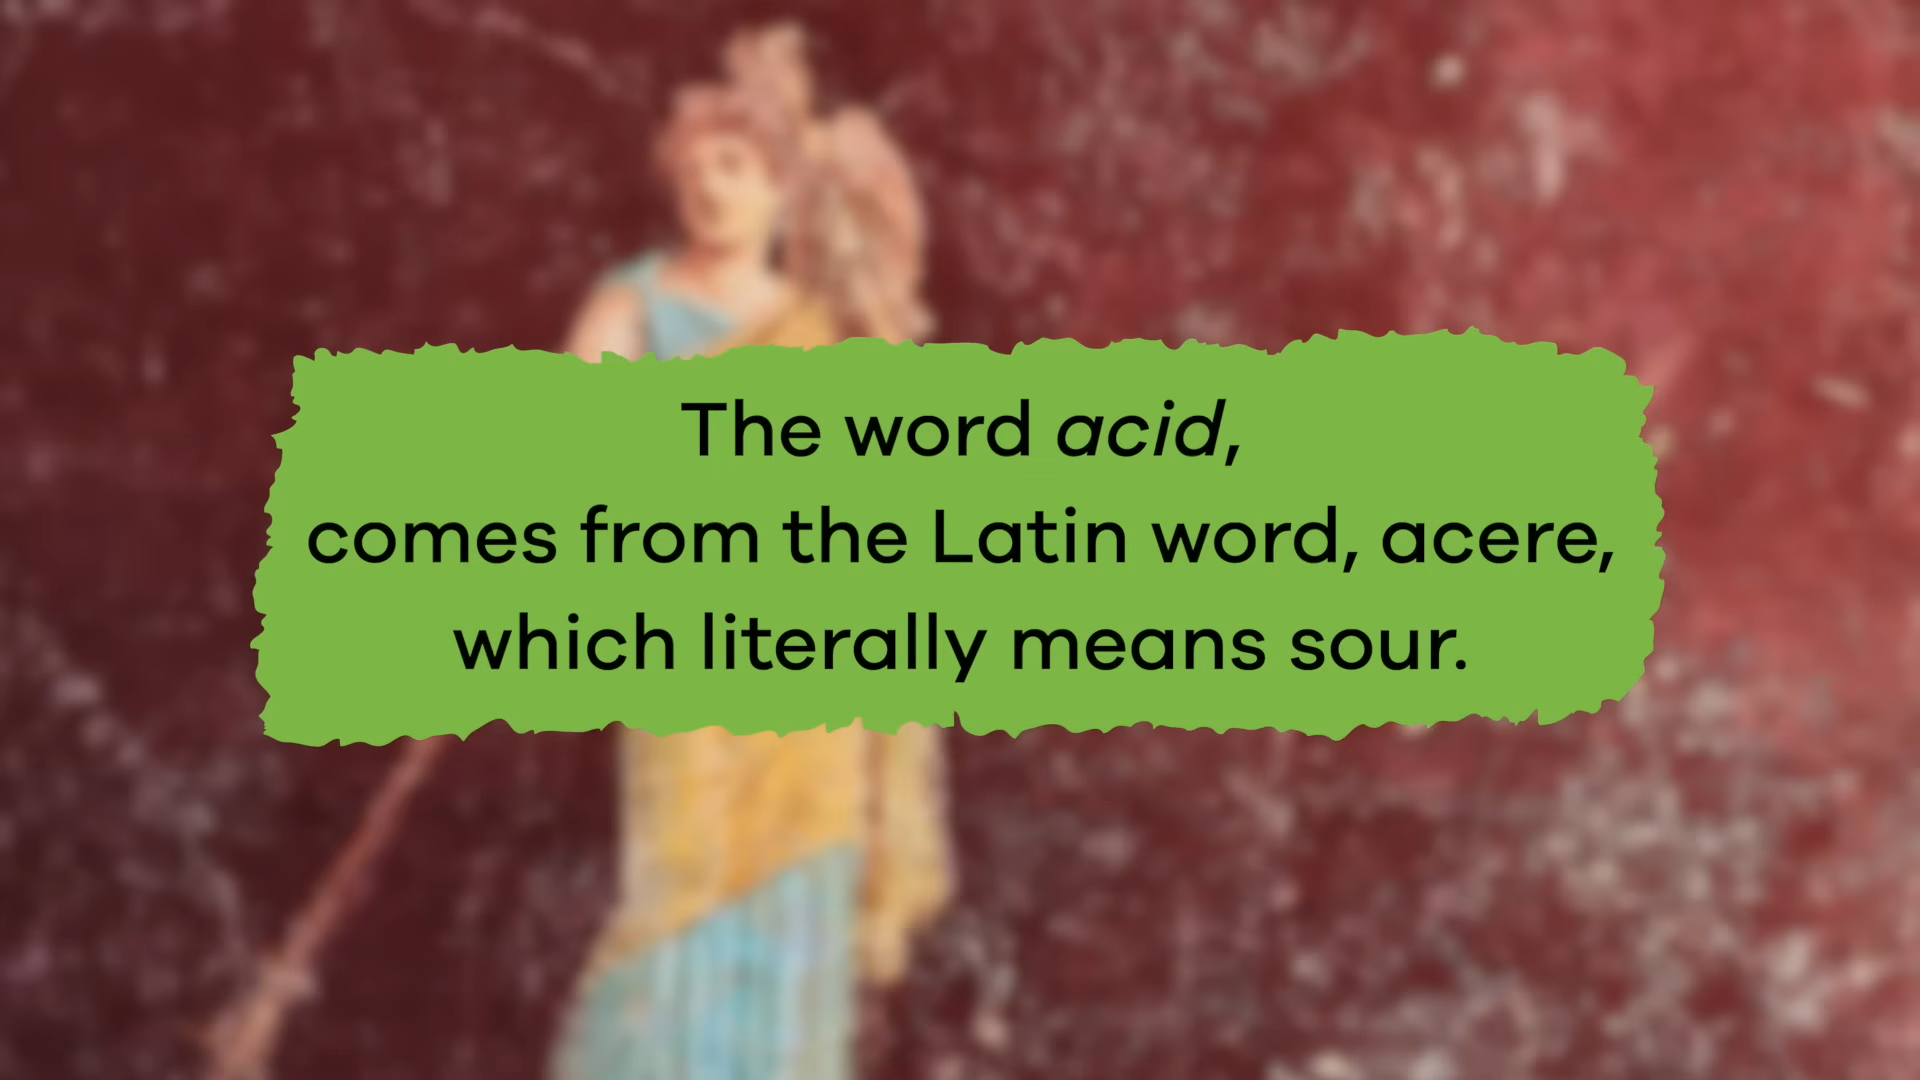 The word acid,
comes from the Latin word, acere,
which literally means sour.